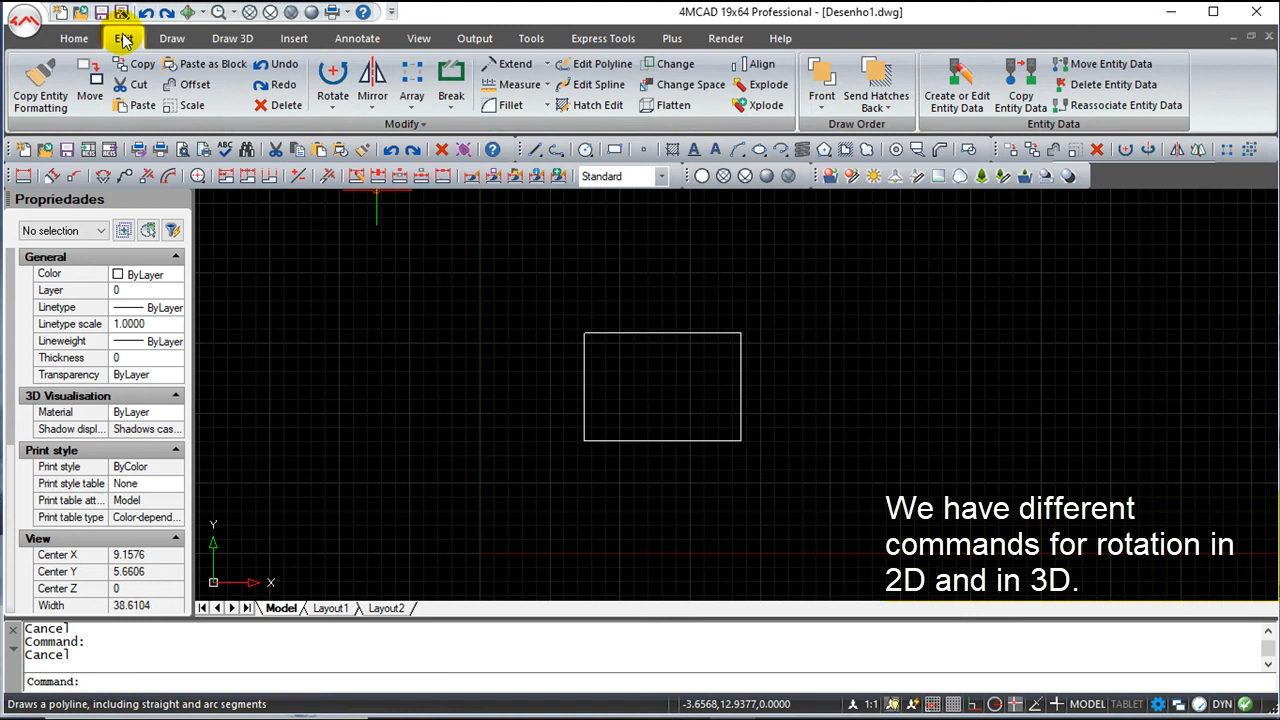 4MCAD 19x64 Professional - [Desenho1.dwg]
Home Edit Draw Draw 3D Insert Annotate View Output Tools Express Tools Plus Render Help
Copy Entity Formatting
Move
Copy
Cut
Paste
Paste as Block
Offset
Scale
Undo
Redo
Delete
Rotate
Mirror
Array
Break
Extend
Measure
Fillet
Edit Polyline
Edit Spline
Hatch Edit
Change
Change Space
Flatten
Align
Explode
Xplode
Modify
Front
Send Hatches Back
Draw Order
Create or Edit Entity Data
Copy Entity Data
Move Entity Data
Delete Entity Data
Reassociate Entity Data
Entity Data
Standard
Propriedades
No selection
General
Color ByLayer
Layer 0
Linetype ByLayer
Linetype scale 1.0000
Lineweight ByLayer
Thickness 0
Transparency ByLayer
3D Visualisation
Material ByLayer
Shadow displ... Shadows cas...
Print style
Print style ByColor
Print style table None
Print table att... Model
Print table type Color-depend...
View
Center X 9.1576
Center Y 5.6606
Center Z 0
Width 38.6104
Y
X
We have different
commands for rotation in
2D and in 3D.
Model Layout1 Layout2
Cancel
Command:
Cancel
Command:
Draws a polyline, including straight and arc segments
-3.6568,12.9377,0.0000
1:1
MODEL
TABLET
DYN